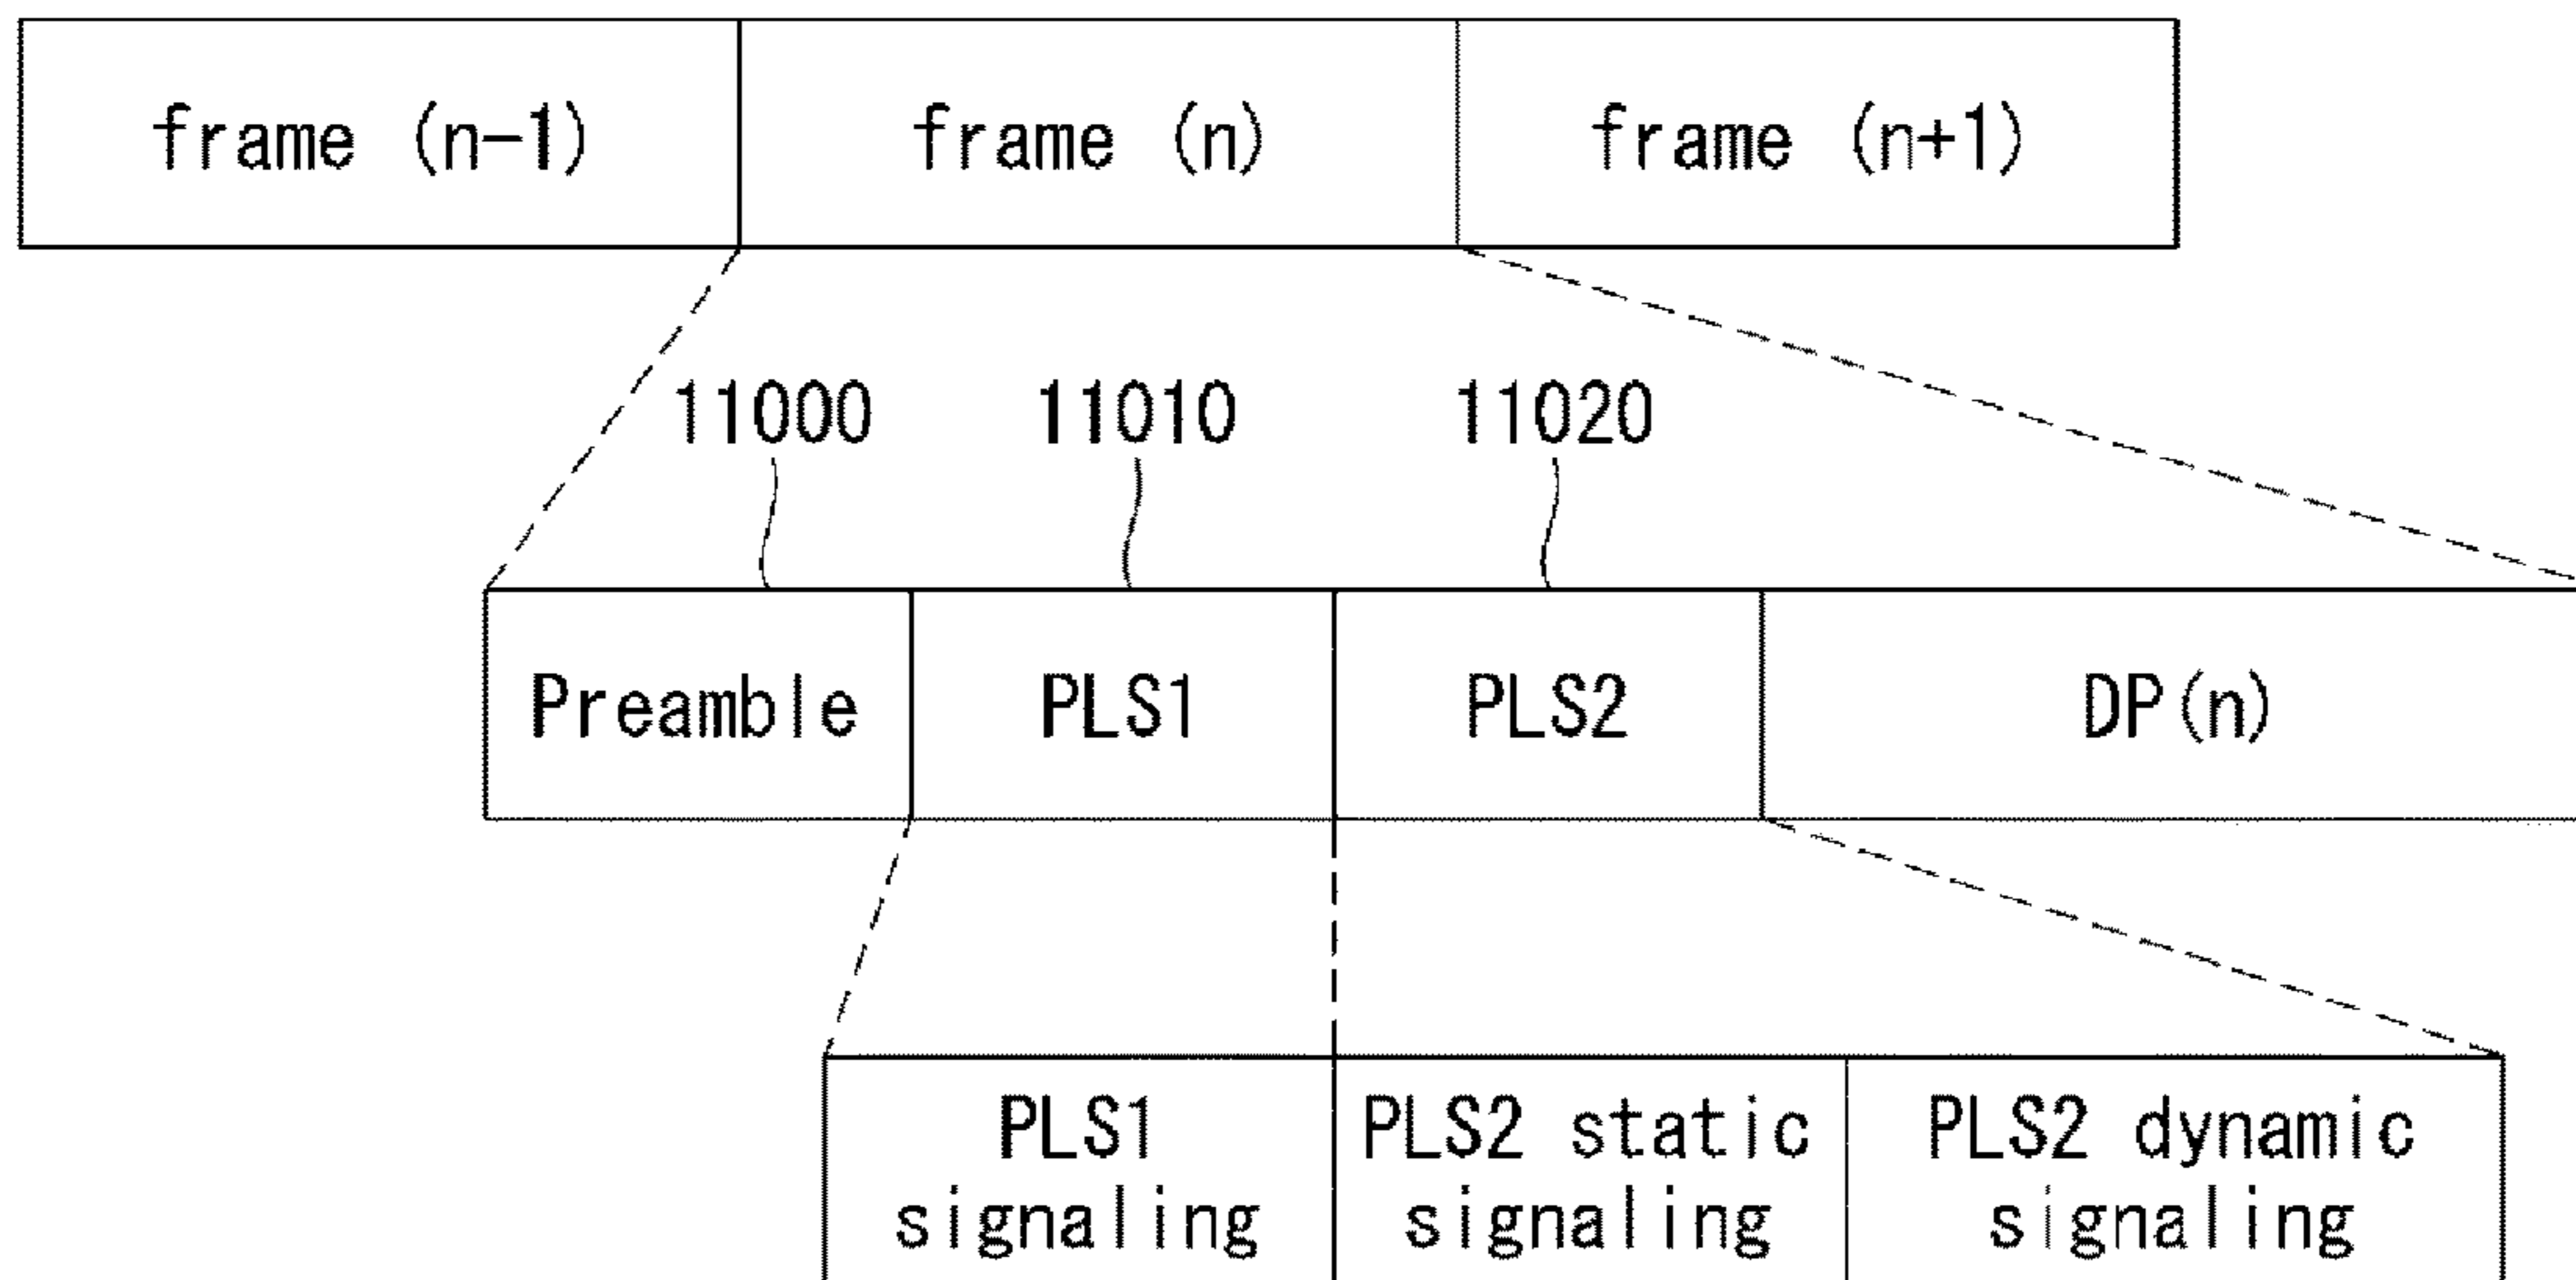 frame (n-1)
frame (n)
frame (n+1)
11000
11010
11020
Preamble
PLS1
PLS2
DP(n)
PLS1
signaling
PLS2 static
signaling
PLS2 dynamic
signaling